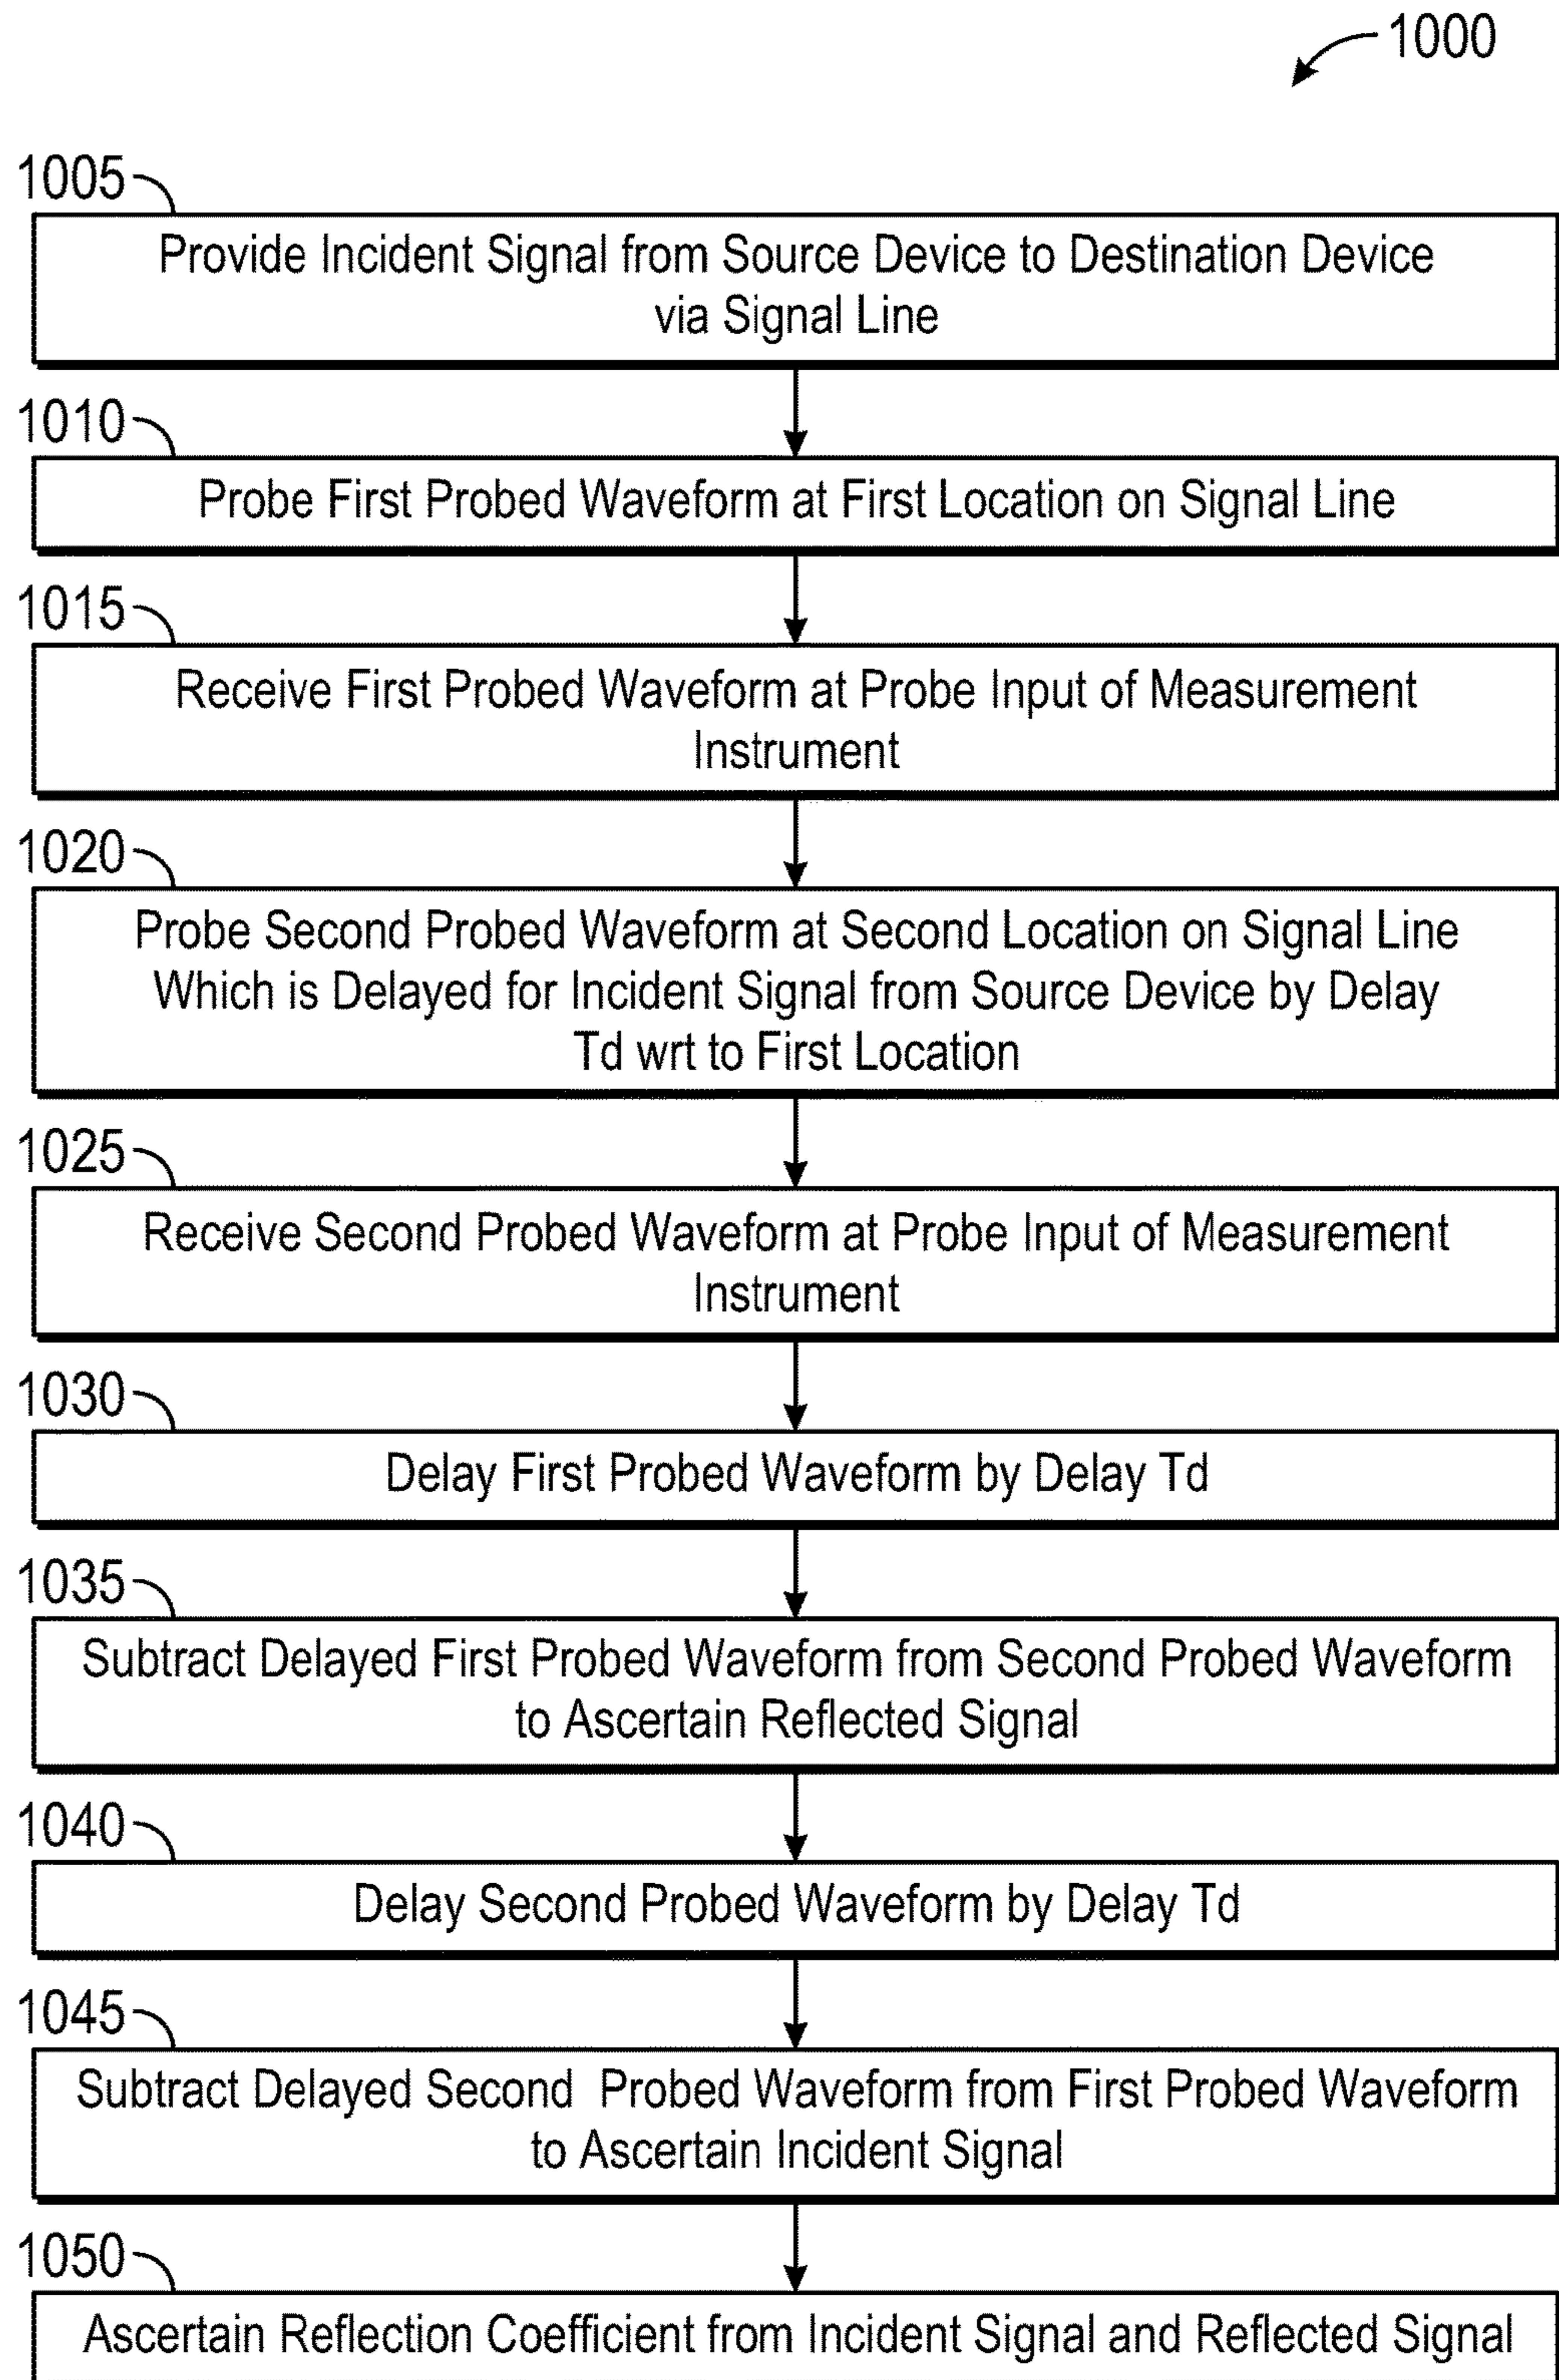 1000
1005
Provide Incident Signal from Source Device to Destination Device
via Signal Line
1010
Probe First Probed Waveform at First Location on Signal Line
1015
Receive First Probed Waveform at Probe Input of Measurement
Instrument
1020
Probe Second Probed Waveform at Second Location on Signal Line
Which is Delayed for Incident Signal from Source Device by Delay
Td wrt to First Location
1025
Receive Second Probed Waveform at Probe Input of Measurement
Instrument
1030
Delay First Probed Waveform by Delay Td
1035
Subtract Delayed First Probed Waveform from Second Probed Waveform
to Ascertain Reflected Signal
1040
Delay Second Probed Waveform by Delay Td
1045
Subtract Delayed Second Probed Waveform from First Probed Waveform
to Ascertain Incident Signal
1050
Ascertain Reflection Coefficient from Incident Signal and Reflected Signal